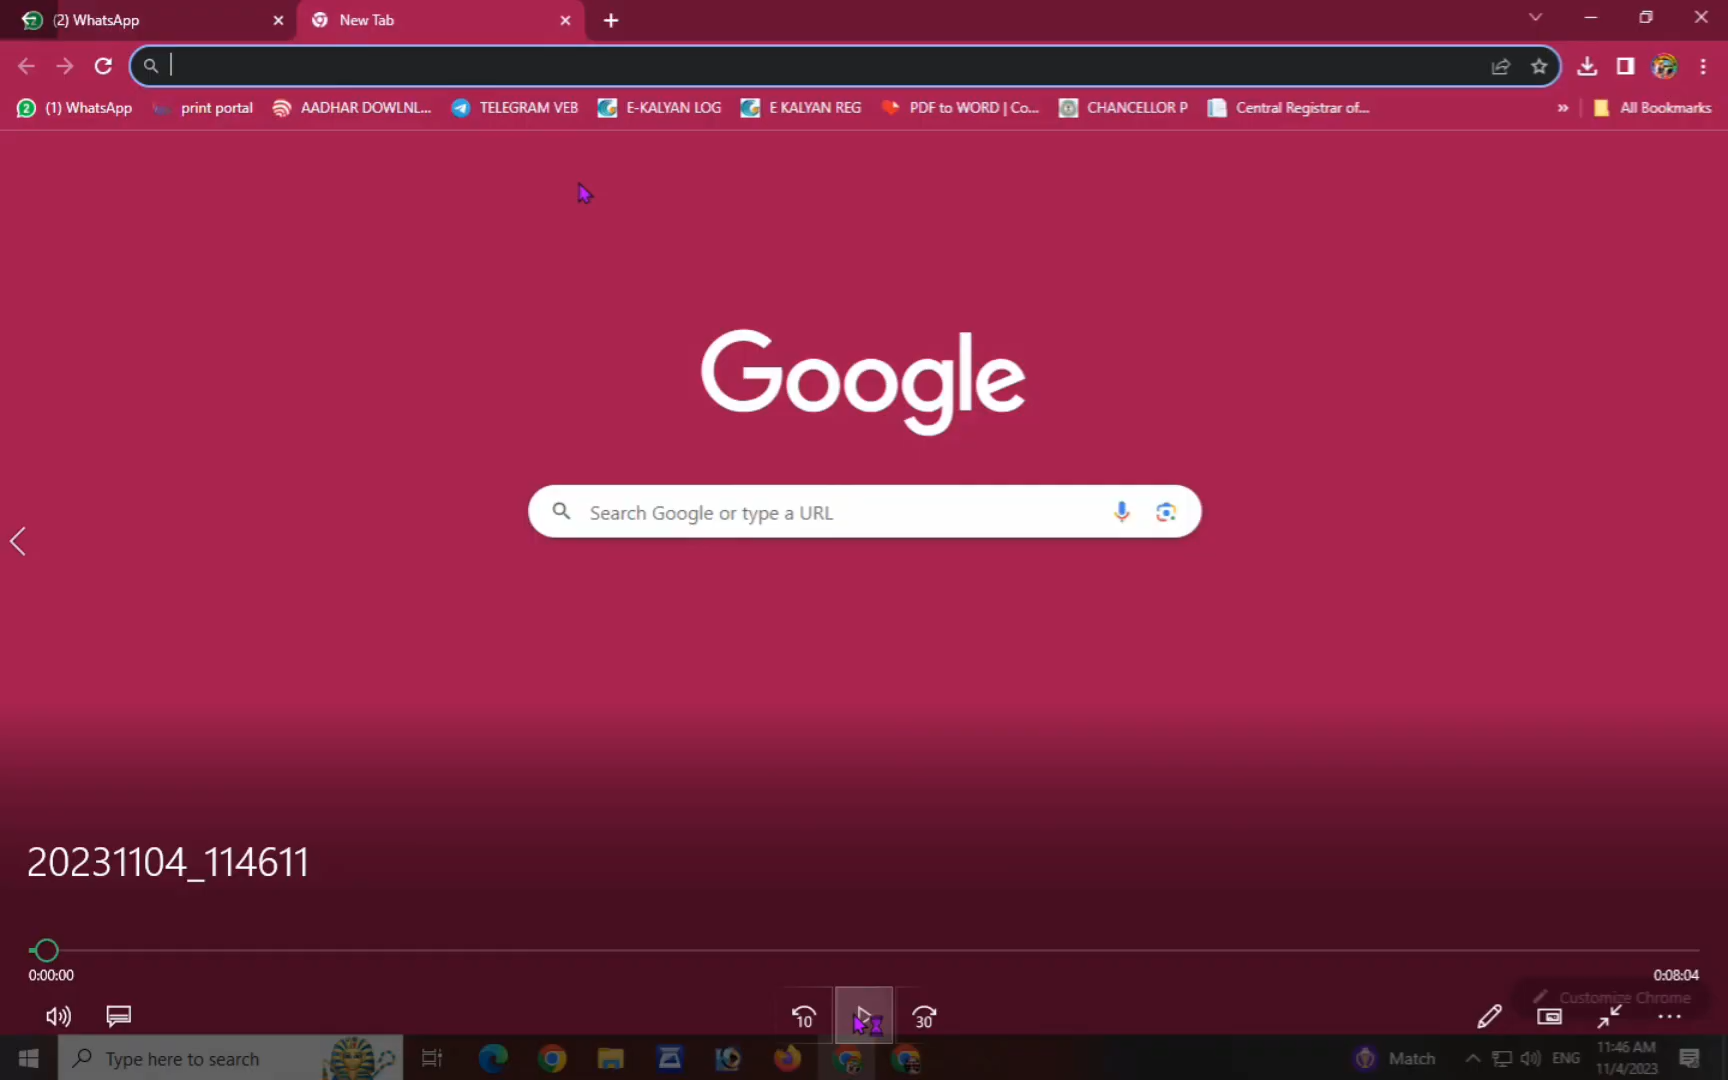 (2) WhatsApp
New Tab
(1) WhatsApp
print portal
AADHAR DOWLNL...
TELEGRAM VEB
E-KALYAN LOG
E KALYAN REG
PDF to WORD | Co...
CHANCELLOR P
Central Registrar of...
»
All Bookmarks
Google
Search Google or type a URL
20231104_114611
0:00:00
0:08:04
Customize Chrome
10
30
Type here to search
Match
ENG
11:46 AM
11/4/2023